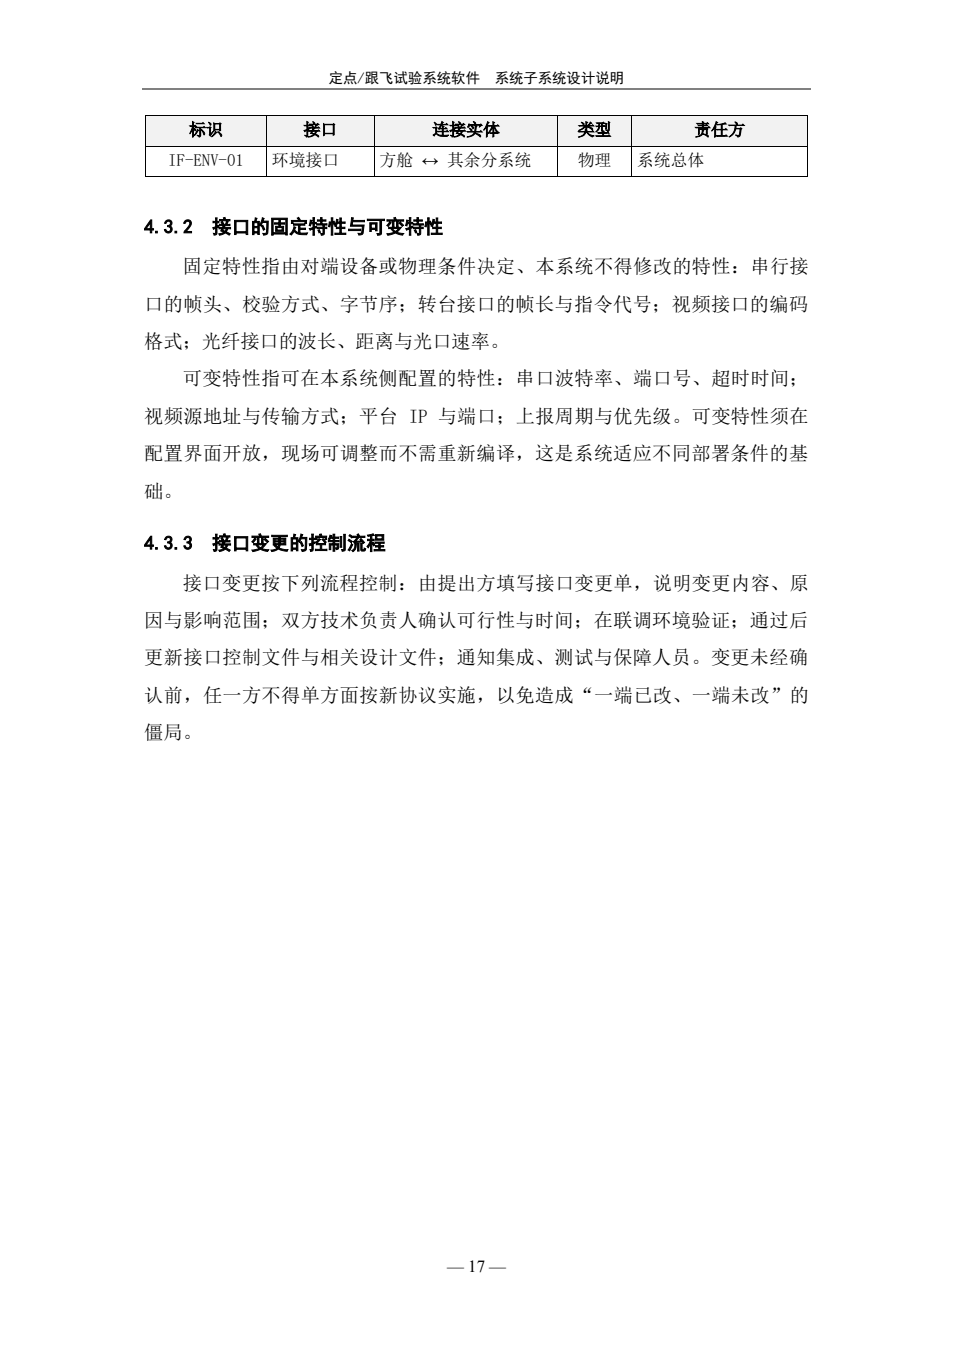 定点/跟飞试验系统软件　系统子系统设计说明
标识 接口 连接实体 类型 责任方
IF-ENV-01 环境接口 方舱 ↔ 其余分系统 物理 系统总体
4.3.2 接口的固定特性与可变特性
固定特性指由对端设备或物理条件决定、本系统不得修改的特性：串行接
口的帧头、校验方式、字节序；转台接口的帧长与指令代号；视频接口的编码
格式；光纤接口的波长、距离与光口速率。
可变特性指可在本系统侧配置的特性：串口波特率、端口号、超时时间；
视频源地址与传输方式；平台 IP 与端口；上报周期与优先级。可变特性须在
配置界面开放，现场可调整而不需重新编译，这是系统适应不同部署条件的基
础。
4.3.3 接口变更的控制流程
接口变更按下列流程控制：由提出方填写接口变更单，说明变更内容、原
因与影响范围；双方技术负责人确认可行性与时间；在联调环境验证；通过后
更新接口控制文件与相关设计文件；通知集成、测试与保障人员。变更未经确
认前，任一方不得单方面按新协议实施，以免造成“一端已改、一端未改”的
僵局。
— 17 —